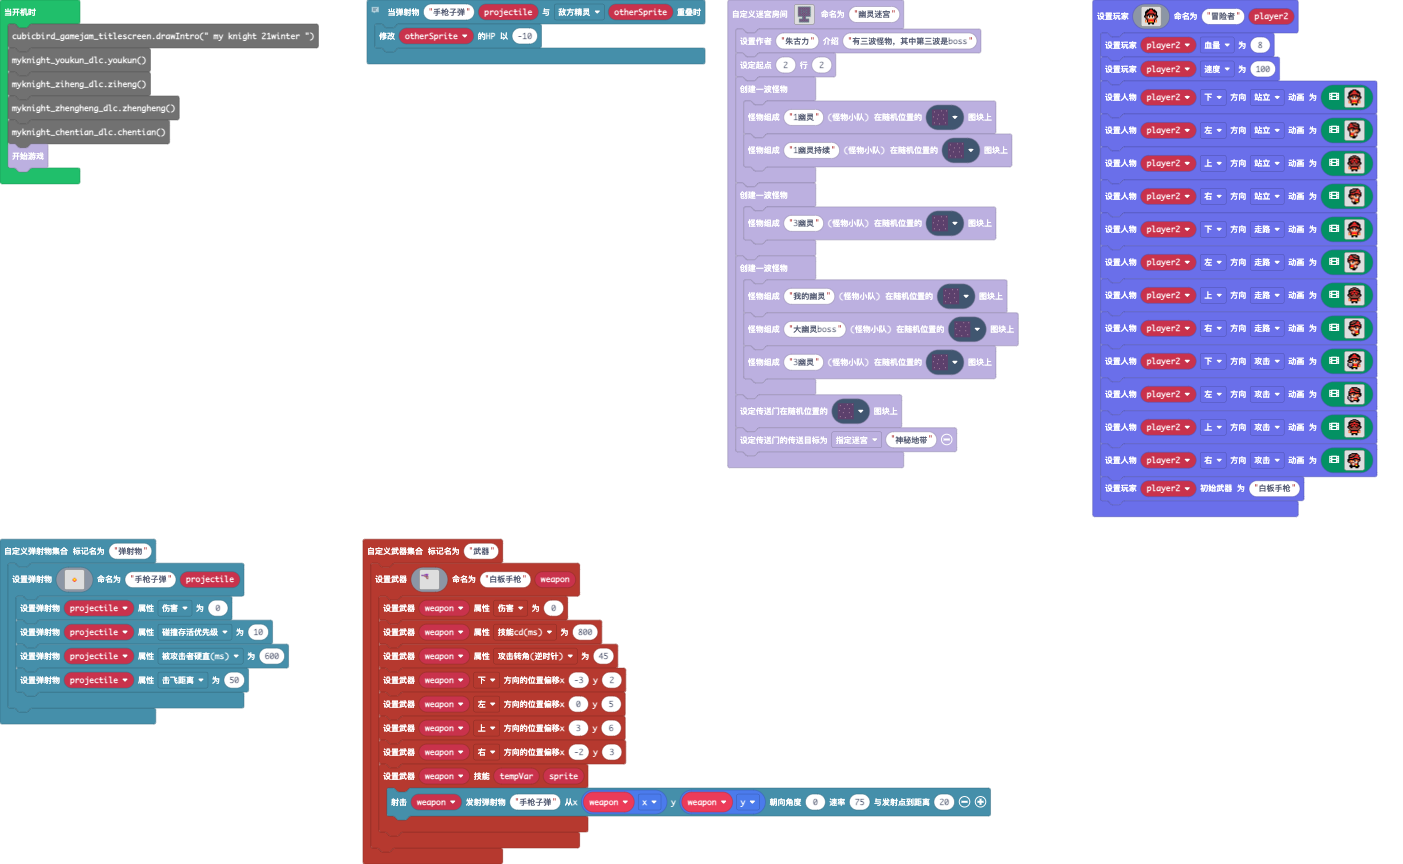 当开机时
cubicbird_gamejam_titlescreen.drawIntro(" my knight 21winter ")
myknight_youkun_dlc.youkun()
myknight_ziheng_dlc.ziheng()
myknight_zhengheng_dlc.zhengheng()
myknight_chentian_dlc.chentian()
开始游戏
当弹射物 "手枪子弹" projectile 与 敌方精灵 otherSprite 重叠时
修改 otherSprite 的HP 以 -10
自定义迷宫房间 命名为 "幽灵迷宫"
设置作者 "朱古力" 介绍 "有三波怪物，其中第三波是boss"
设定起点 2 行 2
创建一波怪物
怪物组成 "1幽灵" (怪物小队) 在随机位置的 图块上
怪物组成 "1幽灵持续" (怪物小队) 在随机位置的 图块上
创建一波怪物
怪物组成 "3幽灵" (怪物小队) 在随机位置的 图块上
创建一波怪物
怪物组成 "我的幽灵" (怪物小队) 在随机位置的 图块上
怪物组成 "大幽灵boss" (怪物小队) 在随机位置的 图块上
怪物组成 "3幽灵" (怪物小队) 在随机位置的 图块上
设定传送门在随机位置的 图块上
设定传送门的传送目标为 指定迷宫 "神秘地带"
设置玩家 命名为 "冒险者" player2
设置玩家 player2 血量 为 8
设置玩家 player2 速度 为 100
设置人物 player2 下 方向 站立 动画 为
设置人物 player2 左 方向 站立 动画 为
设置人物 player2 上 方向 站立 动画 为
设置人物 player2 右 方向 站立 动画 为
设置人物 player2 下 方向 走路 动画 为
设置人物 player2 左 方向 走路 动画 为
设置人物 player2 上 方向 走路 动画 为
设置人物 player2 右 方向 走路 动画 为
设置人物 player2 下 方向 攻击 动画 为
设置人物 player2 左 方向 攻击 动画 为
设置人物 player2 上 方向 攻击 动画 为
设置人物 player2 右 方向 攻击 动画 为
设置玩家 player2 初始武器 为 "白板手枪"
自定义弹射物集合 标记名为 "弹射物"
设置弹射物 命名为 "手枪子弹" projectile
设置弹射物 projectile 属性 伤害 为 0
设置弹射物 projectile 属性 碰撞存活优先级 为 10
设置弹射物 projectile 属性 被攻击者硬直(ms) 为 600
设置弹射物 projectile 属性 击飞距离 为 50
自定义武器集合 标记名为 "武器"
设置武器 命名为 "白板手枪" weapon
设置武器 weapon 属性 伤害 为 0
设置武器 weapon 属性 技能cd(ms) 为 800
设置武器 weapon 属性 攻击转角(逆时针) 为 45
设置武器 weapon 下 方向的位置偏移x -3 y 2
设置武器 weapon 左 方向的位置偏移x 0 y 5
设置武器 weapon 上 方向的位置偏移x 3 y 6
设置武器 weapon 右 方向的位置偏移x -2 y 3
设置武器 weapon 技能 tempVar sprite
射击 weapon 发射弹射物 "手枪子弹" 从x weapon x y weapon y 朝向角度 0 速率 75 与发射点到距离 20